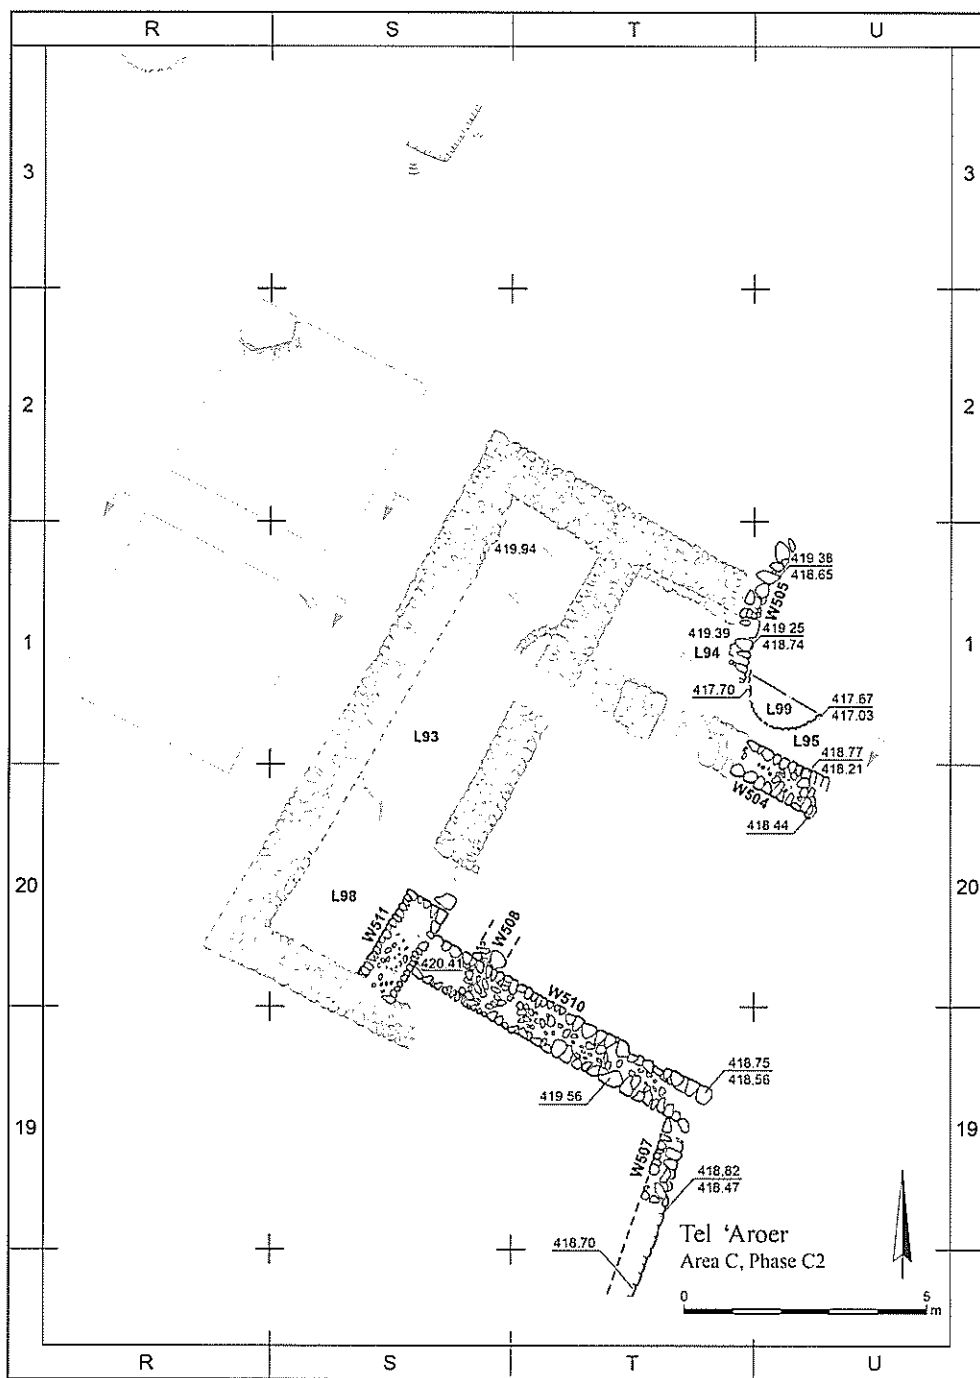 R S T U
3 3
2 2
419.94
419 38
418.65
W505
1 1
419.39
419 25
418.74
L94
417.70
L99
417.67
417.03
L93
L95
418.77
418.21
W504
418 44
20 20
L98
W511
W508
420.41
W510
418.75
418.56
419 56
19 19
W507
418.82
418.47
418.70
Tel ‘Aroer
Area C, Phase C2
0 5
m
R S T U